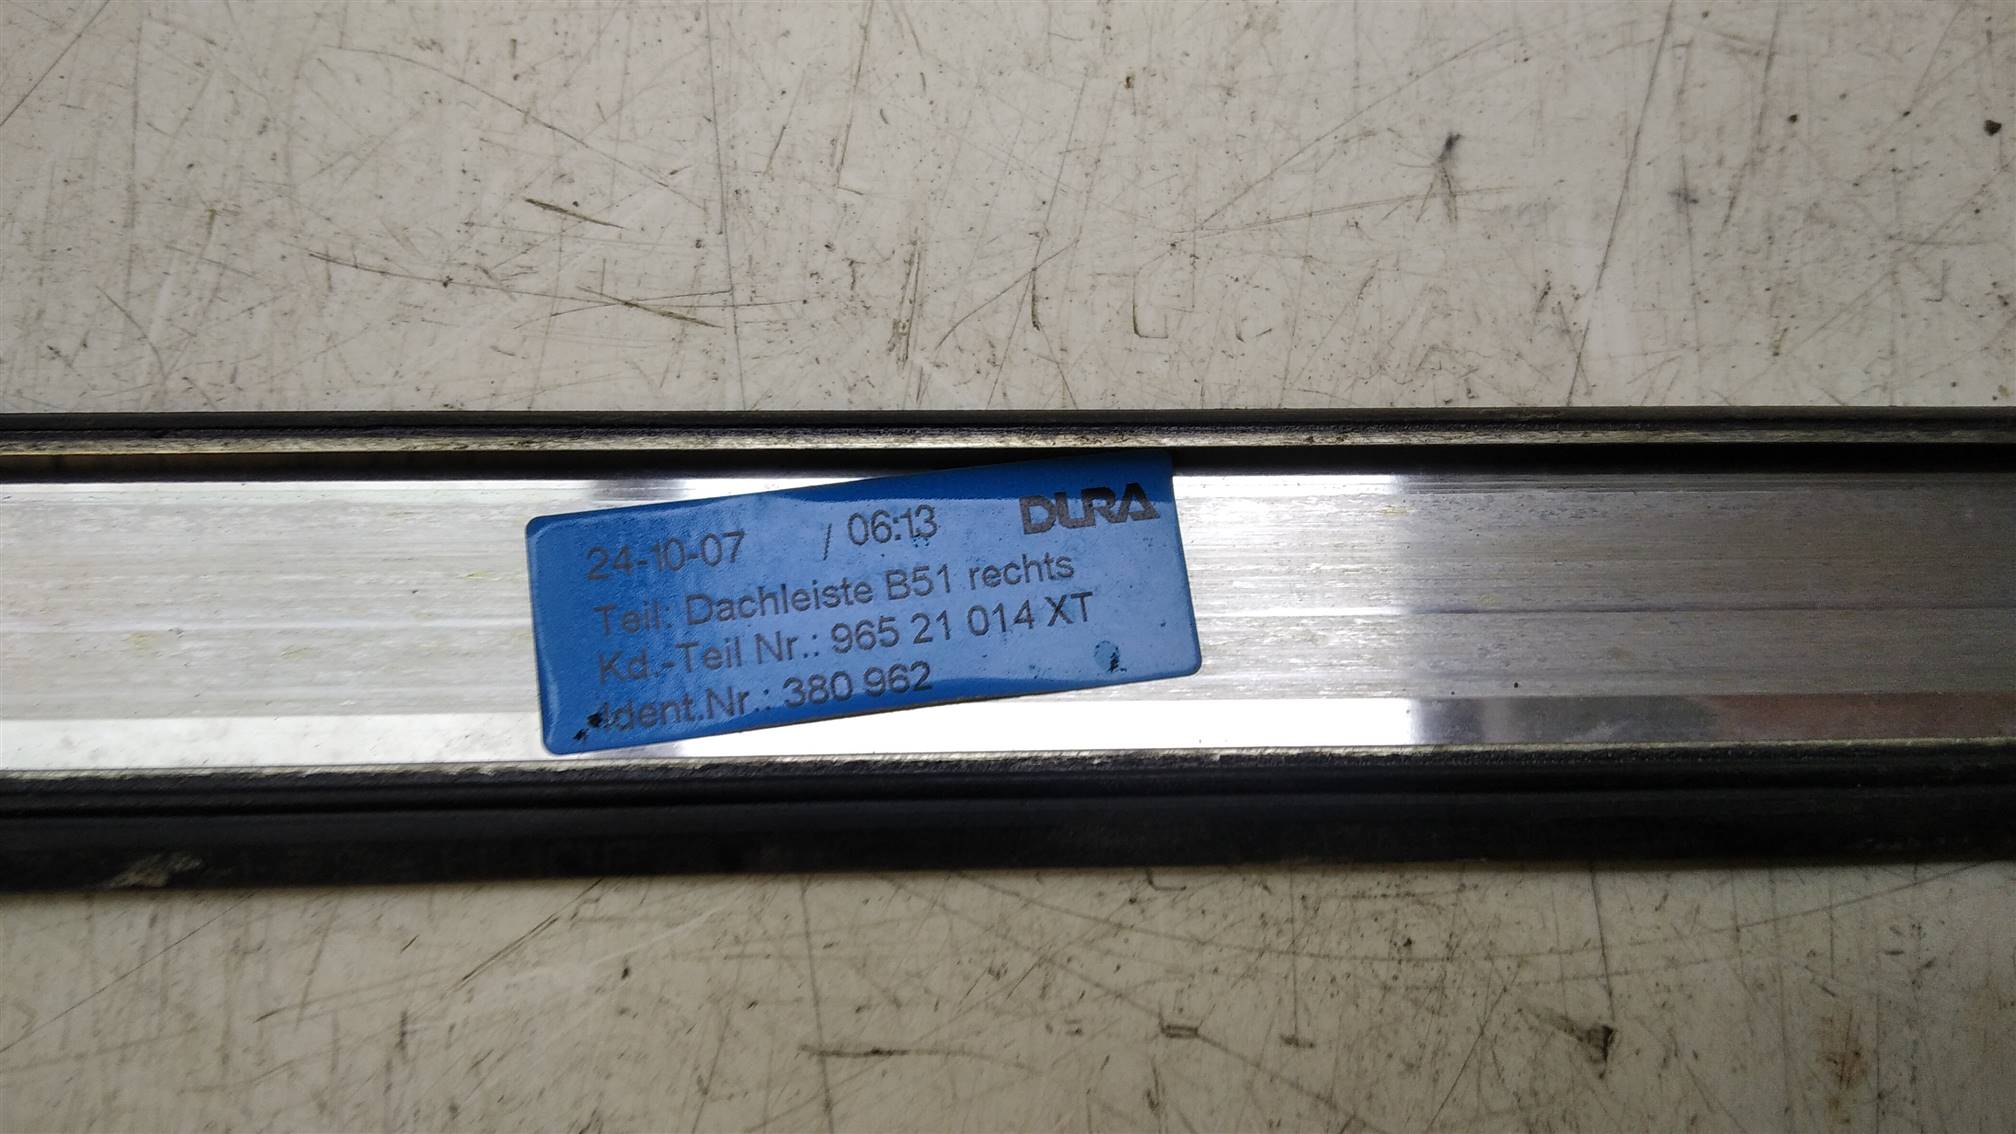 24-10-07 / 06:13 DURA
Teil: Dachleiste B51 rechts
Kd.-Teil Nr.: 965 21 014 XT
Ident.Nr.: 380 962